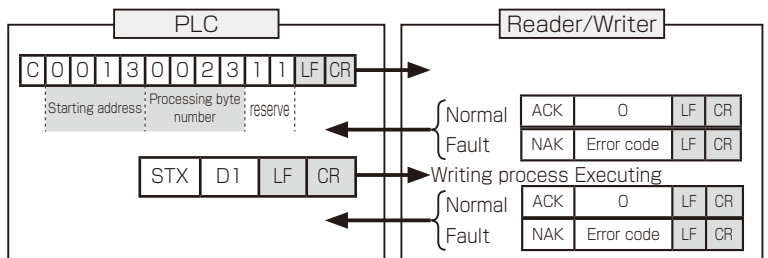 PLC Reader/Writer
C 0 0 1 3 0 0 2 3 1 1 LF CR
Starting address Processing byte number reserve
Normal ACK 0 LF CR
Fault NAK Error code LF CR
STX D1 LF CR Writing process Executing
Normal ACK 0 LF CR
Fault NAK Error code LF CR